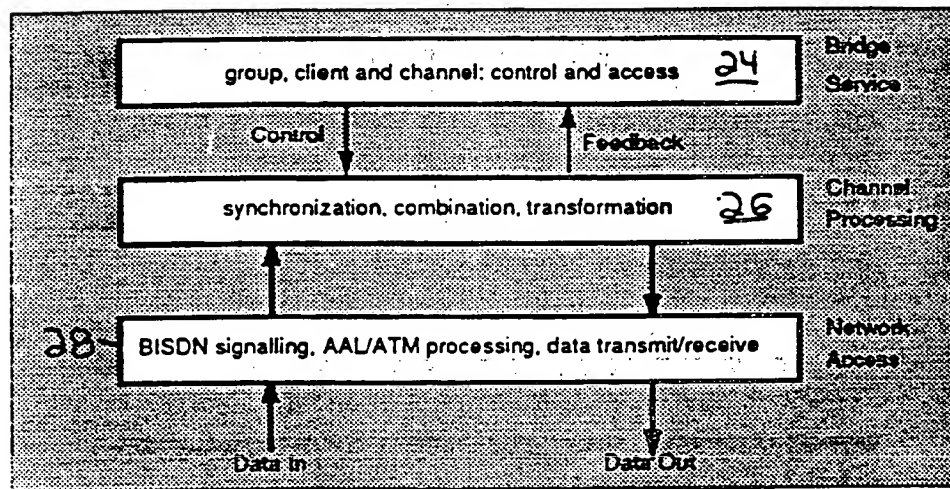 group, client and channel: control and access 24
Bridge
Service
Control
Feedback
synchronization, combination, transformation 26
Channel
Processing
28
BISDN signalling, AAL/ATM processing, data transmit/receive
Network
Access
Data In
Data Out